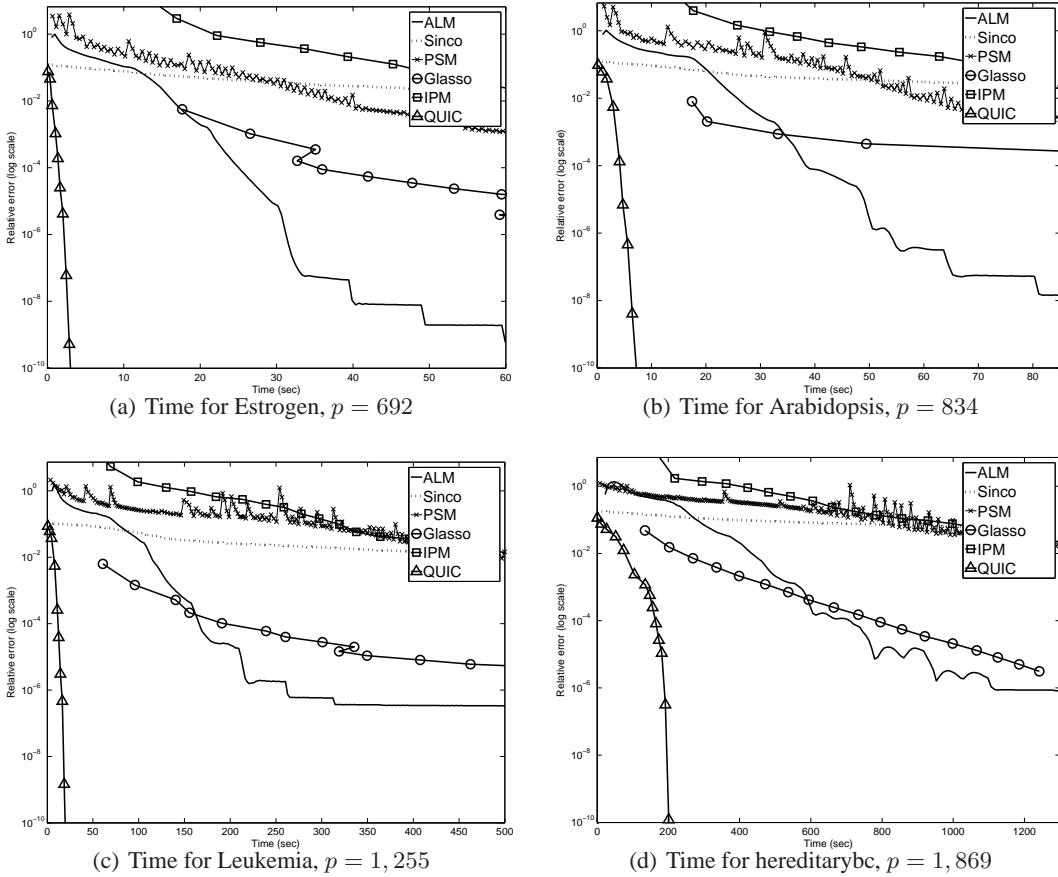 ALM
Sinco
PSM
Glasso
IPM
QUIC
10^0
10^−2
10^−4
10^−6
10^−8
10^−10
Relative error (log scale)
0 10 20 30 40 50 60
Time (sec)
(a) Time for Estrogen, p = 692
ALM
Sinco
PSM
Glasso
IPM
QUIC
10^0
10^−2
10^−4
10^−6
10^−8
10^−10
Relative error (log scale)
0 10 20 30 40 50 60 70 80
Time (sec)
(b) Time for Arabidopsis, p = 834
ALM
Sinco
PSM
Glasso
IPM
QUIC
10^0
10^−2
10^−4
10^−6
10^−8
10^−10
Relative error (log scale)
0 50 100 150 200 250 300 350 400 450 500
Time (sec)
(c) Time for Leukemia, p = 1, 255
ALM
Sinco
PSM
Glasso
IPM
QUIC
10^0
10^−2
10^−4
10^−6
10^−8
10^−10
Relative error (log scale)
0 200 400 600 800 1000 1200
Time (sec)
(d) Time for hereditarybc, p = 1, 869